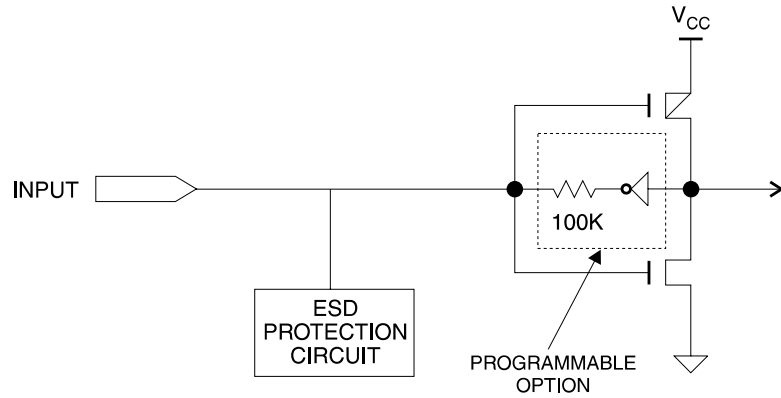 VCC
INPUT
100K
ESD
PROTECTION
CIRCUIT
PROGRAMMABLE
OPTION